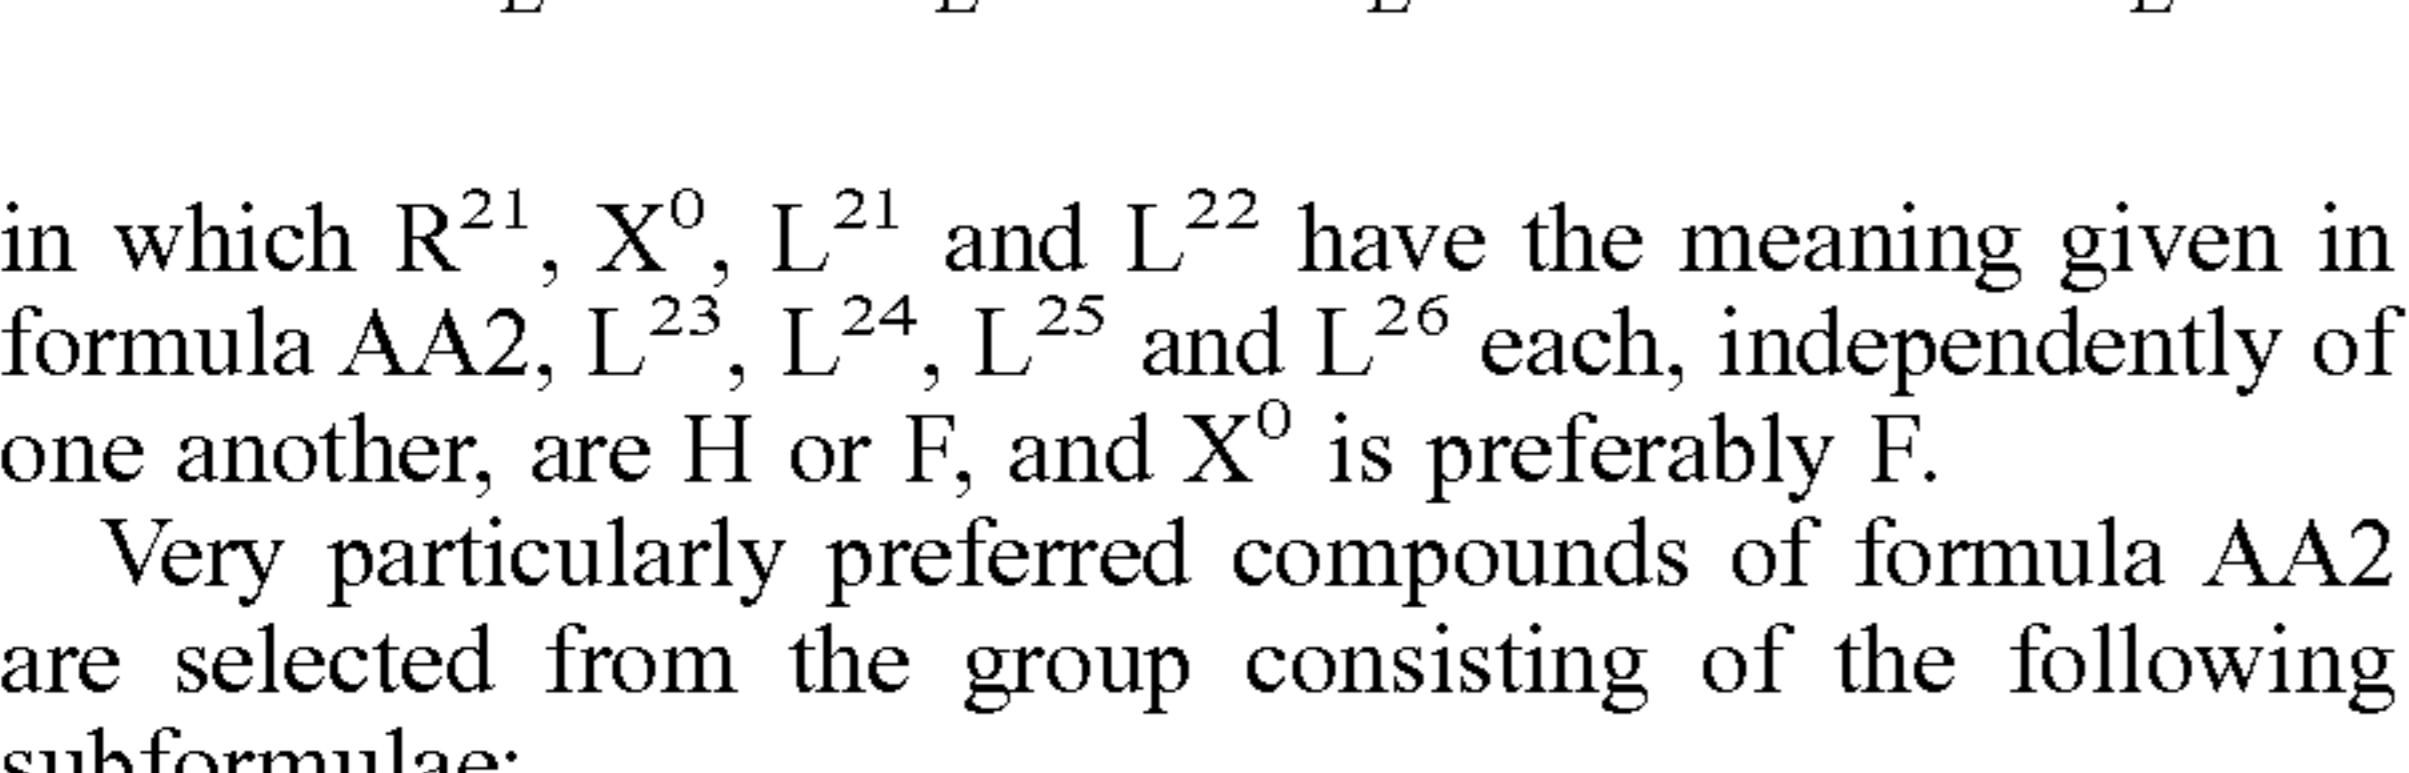 in which R²¹, X⁰, L²¹ and L²² have the meaning given in
formula AA2, L²³, L²⁴, L²⁵ and L²⁶ each, independently of
one another, are H or F, and X⁰ is preferably F.
Very particularly preferred compounds of formula AA2
are selected from the group consisting of the following
subformulae: